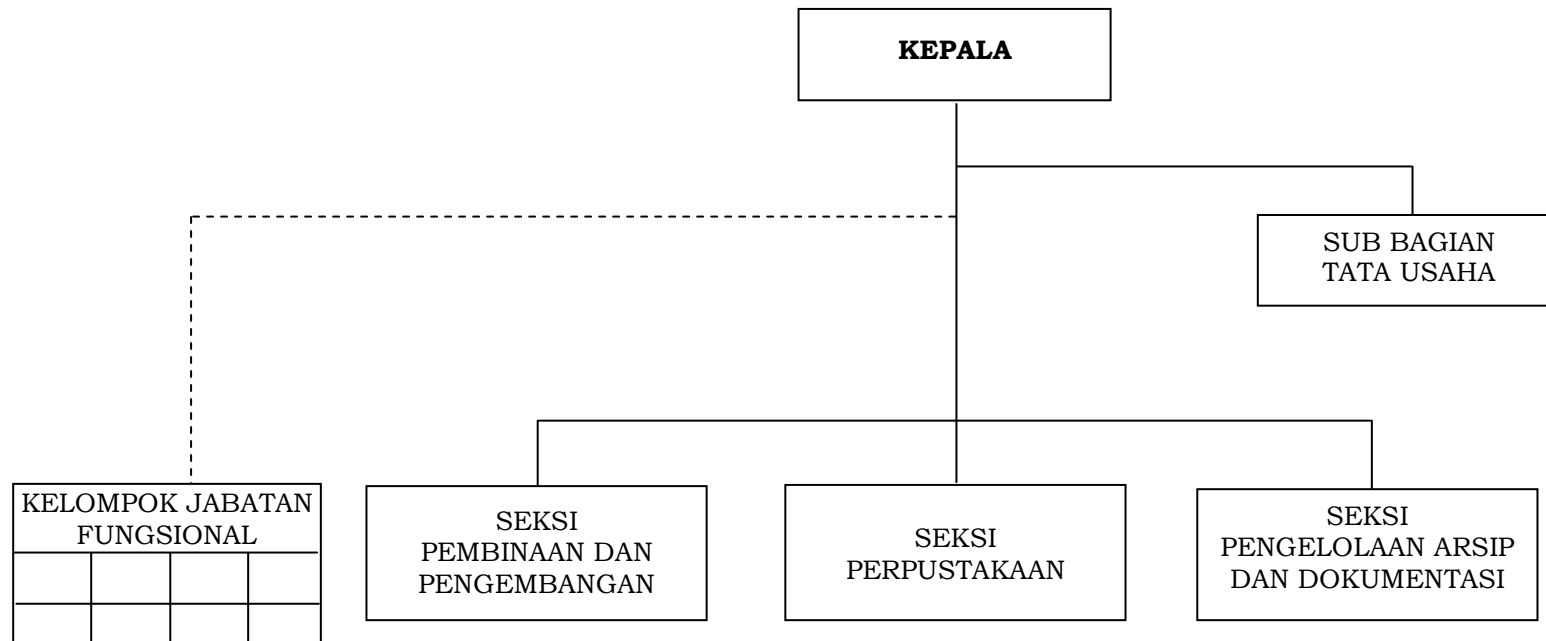 KEPALA
SUB BAGIAN
TATA USAHA
KELOMPOK JABATAN
FUNGSIONAL
SEKSI
PEMBINAAN DAN
PENGEMBANGAN
SEKSI
PERPUSTAKAAN
SEKSI
PENGELOLAAN ARSIP
DAN DOKUMENTASI